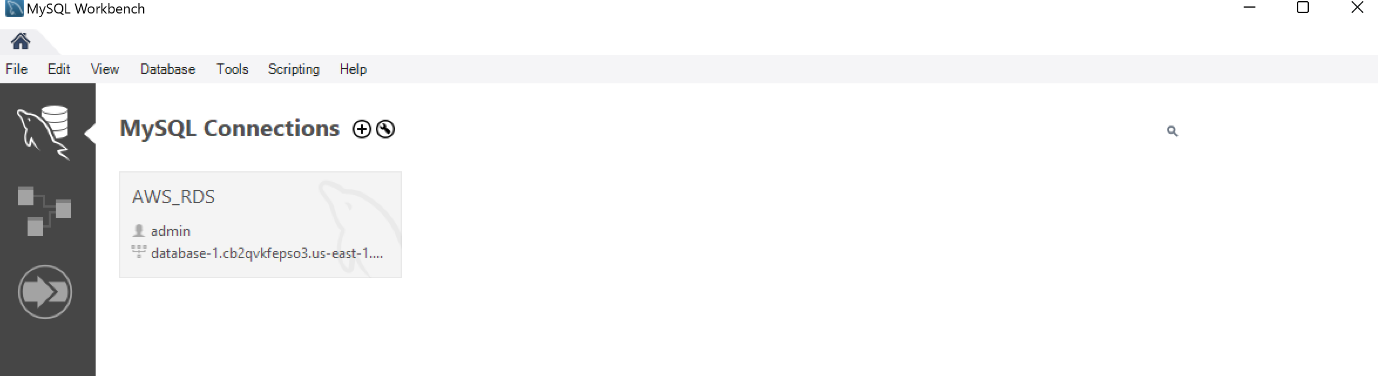 MySQL Workbench
File Edit View Database Tools Scripting Help
MySQL Connections
AWS_RDS
admin
database-1.cb2qvkfepso3.us-east-1....